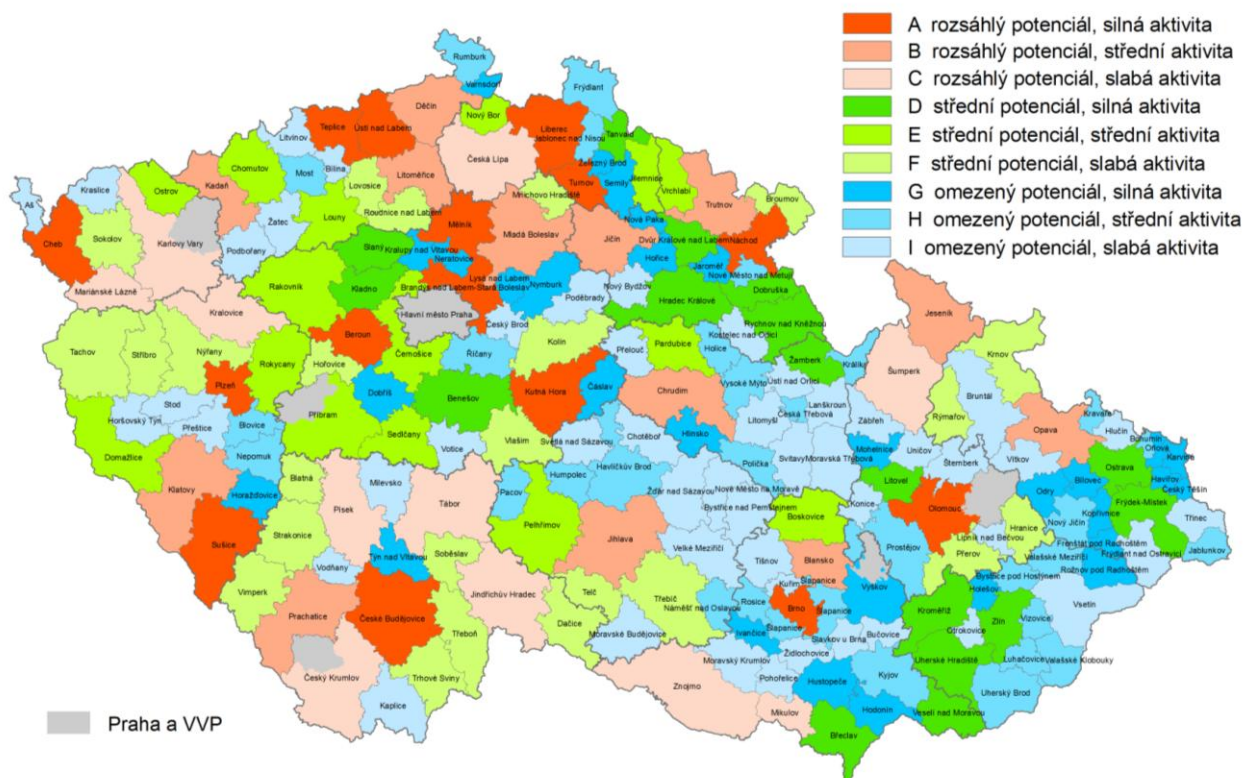 A rozsáhlý potenciál, silná aktivita
B rozsáhlý potenciál, střední aktivita
C rozsáhlý potenciál, slabá aktivita
D střední potenciál, silná aktivita
E střední potenciál, střední aktivita
F střední potenciál, slabá aktivita
G omezený potenciál, silná aktivita
H omezený potenciál, střední aktivita
I omezený potenciál, slabá aktivita
Rumburk
Varnsdorf
Frýdlant
Děčín
Nový Bor
Liberec
Jablonec nad Nisou
Tanvald
Teplice
Ústí nad Labem
Litvínov
Bílina
Česká Lípa
Železný Brod
Semily
Jilemnice
Vrchlabí
Turnov
Trutnov
Broumov
Chomutov
Most
Lovosice
Litoměřice
Kadaň
Ostrov
Kraslice
Aš
Cheb
Sokolov
Karlovy Vary
Žatec
Podbořany
Louny
Roudnice nad Labem
Mnichovo Hradiště
Mělník
Mladá Boleslav
Jičín
Nová Paka
Dvůr Králové nad Labem
Náchod
Hořice
Jaroměř
Nové Město nad Metují
Slaný
Kralupy nad Vltavou
Neratovice
Kladno
Rakovník
Brandýs nad Labem-Stará Boleslav
Lysá nad Labem
Nymburk
Poděbrady
Nový Bydžov
Hradec Králové
Dobruška
Rychnov nad Kněžnou
Kostelec nad Orlicí
Mariánské Lázně
Kralovice
Hlavní město Praha
Český Brod
Kolín
Přelouč
Pardubice
Holice
Žamberk
Králíky
Jeseník
Tachov
Stříbro
Nýřany
Plzeň
Rokycany
Beroun
Hořovice
Černošice
Říčany
Kutná Hora
Čáslav
Chrudim
Vysoké Mýto
Ústí nad Orlicí
Lanškroun
Česká Třebová
Šumperk
Krnov
Bruntál
Rýmařov
Příbram
Dobříš
Benešov
Sedlčany
Votice
Vlašim
Světlá nad Sázavou
Chotěboř
Hlinsko
Litomyšl
Polička
Svitavy
Moravská Třebová
Zábřeh
Mohelnice
Uničov
Šternberk
Litovel
Olomouc
Konice
Vítkov
Opava
Kravaře
Hlučín
Bohumín
Orlová
Karviná
Havířov
Český Těšín
Třinec
Jablunkov
Ostrava
Bílovec
Odry
Nový Jičín
Kopřivnice
Frýdek-Místek
Frenštát pod Radhoštěm
Frýdlant nad Ostravicí
Rožnov pod Radhoštěm
Valašské Meziříčí
Vsetín
Hranice
Lipník nad Bečvou
Přerov
Prostějov
Bystřice pod Hostýnem
Holešov
Kroměříž
Zlín
Vizovice
Otrokovice
Luhačovice
Valašské Klobouky
Uherské Hradiště
Uherský Brod
Veselí nad Moravou
Kyjov
Hodonín
Břeclav
Hustopeče
Mikulov
Znojmo
Pohořelice
Moravský Krumlov
Židlochovice
Slavkov u Brna
Bučovice
Vyškov
Ivančice
Rosice
Brno
Šlapanice
Šlapanice
Šlapanice
Kuřim
Tišnov
Blansko
Boskovice
Bystřice nad Pernštejnem
Nové Město na Moravě
Žďár nad Sázavou
Velké Meziříčí
Náměšť nad Oslavou
Třebíč
Moravské Budějovice
Telč
Dačice
Jihlava
Havlíčkův Brod
Humpolec
Pelhřimov
Pacov
Tábor
Milevsko
Písek
Blatná
Strakonice
Vodňany
Týn nad Vltavou
Soběslav
Jindřichův Hradec
Třeboň
Trhové Sviny
České Budějovice
Kaplice
Český Krumlov
Prachatice
Vimperk
Sušice
Klatovy
Horažďovice
Nepomuk
Blovice
Přeštice
Stod
Horšovský Týn
Domažlice
Praha a VVP